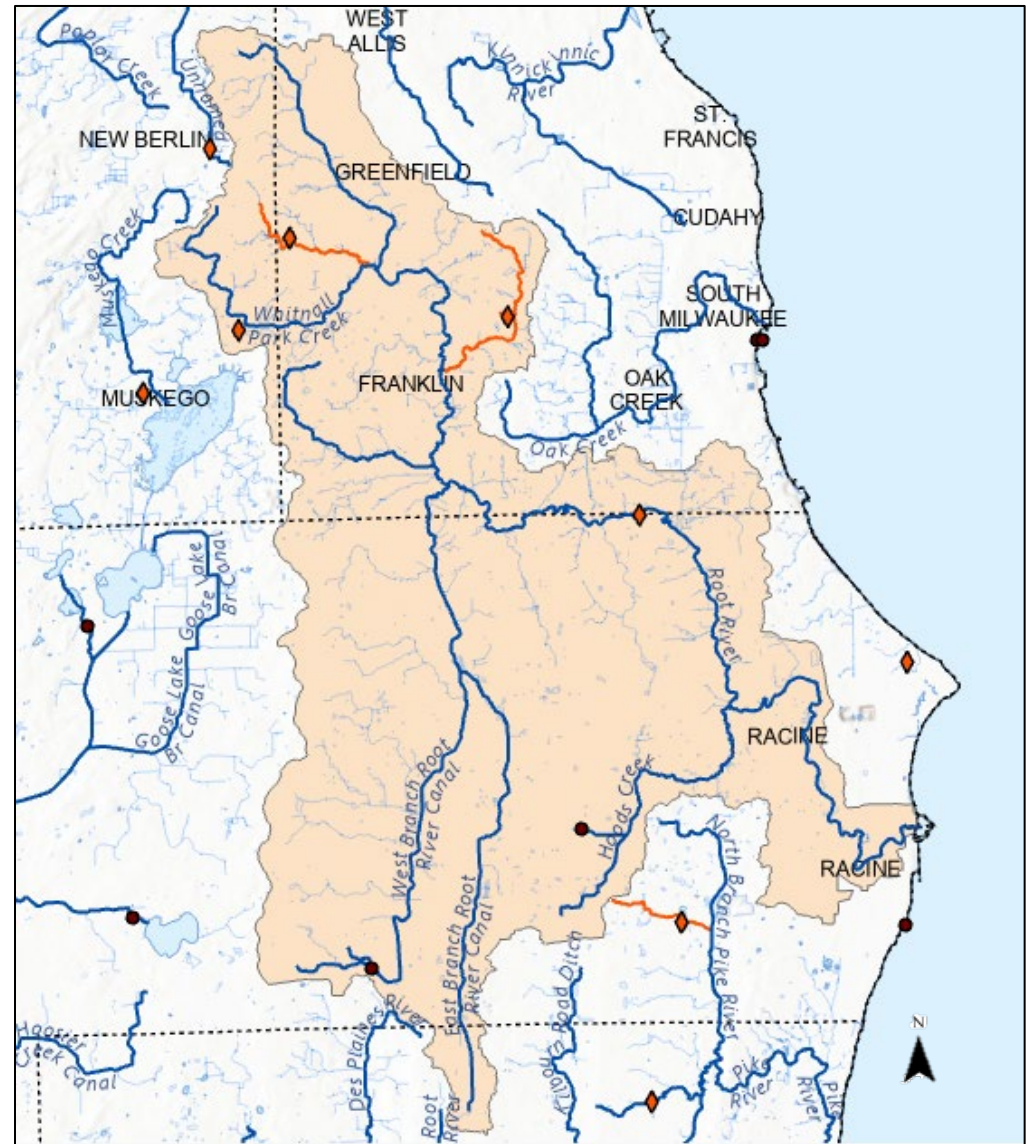 WEST
ALLIS
Poplar Creek
Unnamed
Kinnickinnic
River
NEW BERLIN
ST.
FRANCIS
GREENFIELD
CUDAHY
Muskego Creek
SOUTH
MILWAUKEE
Whitnall
Park Creek
FRANKLIN
MUSKEGO
OAK
CREEK
Oak Creek
Goose Lake
Br Canal
Goose Lake
Br Canal
Root River
RACINE
West Branch Root
River Canal
Hoods Creek
North Branch Pike River
RACINE
East Branch Root
River Canal
Kilbourn Road Ditch
Des Plaines River
Hooster
Creek Canal
N
Root
River
Pike
River
Pike
River